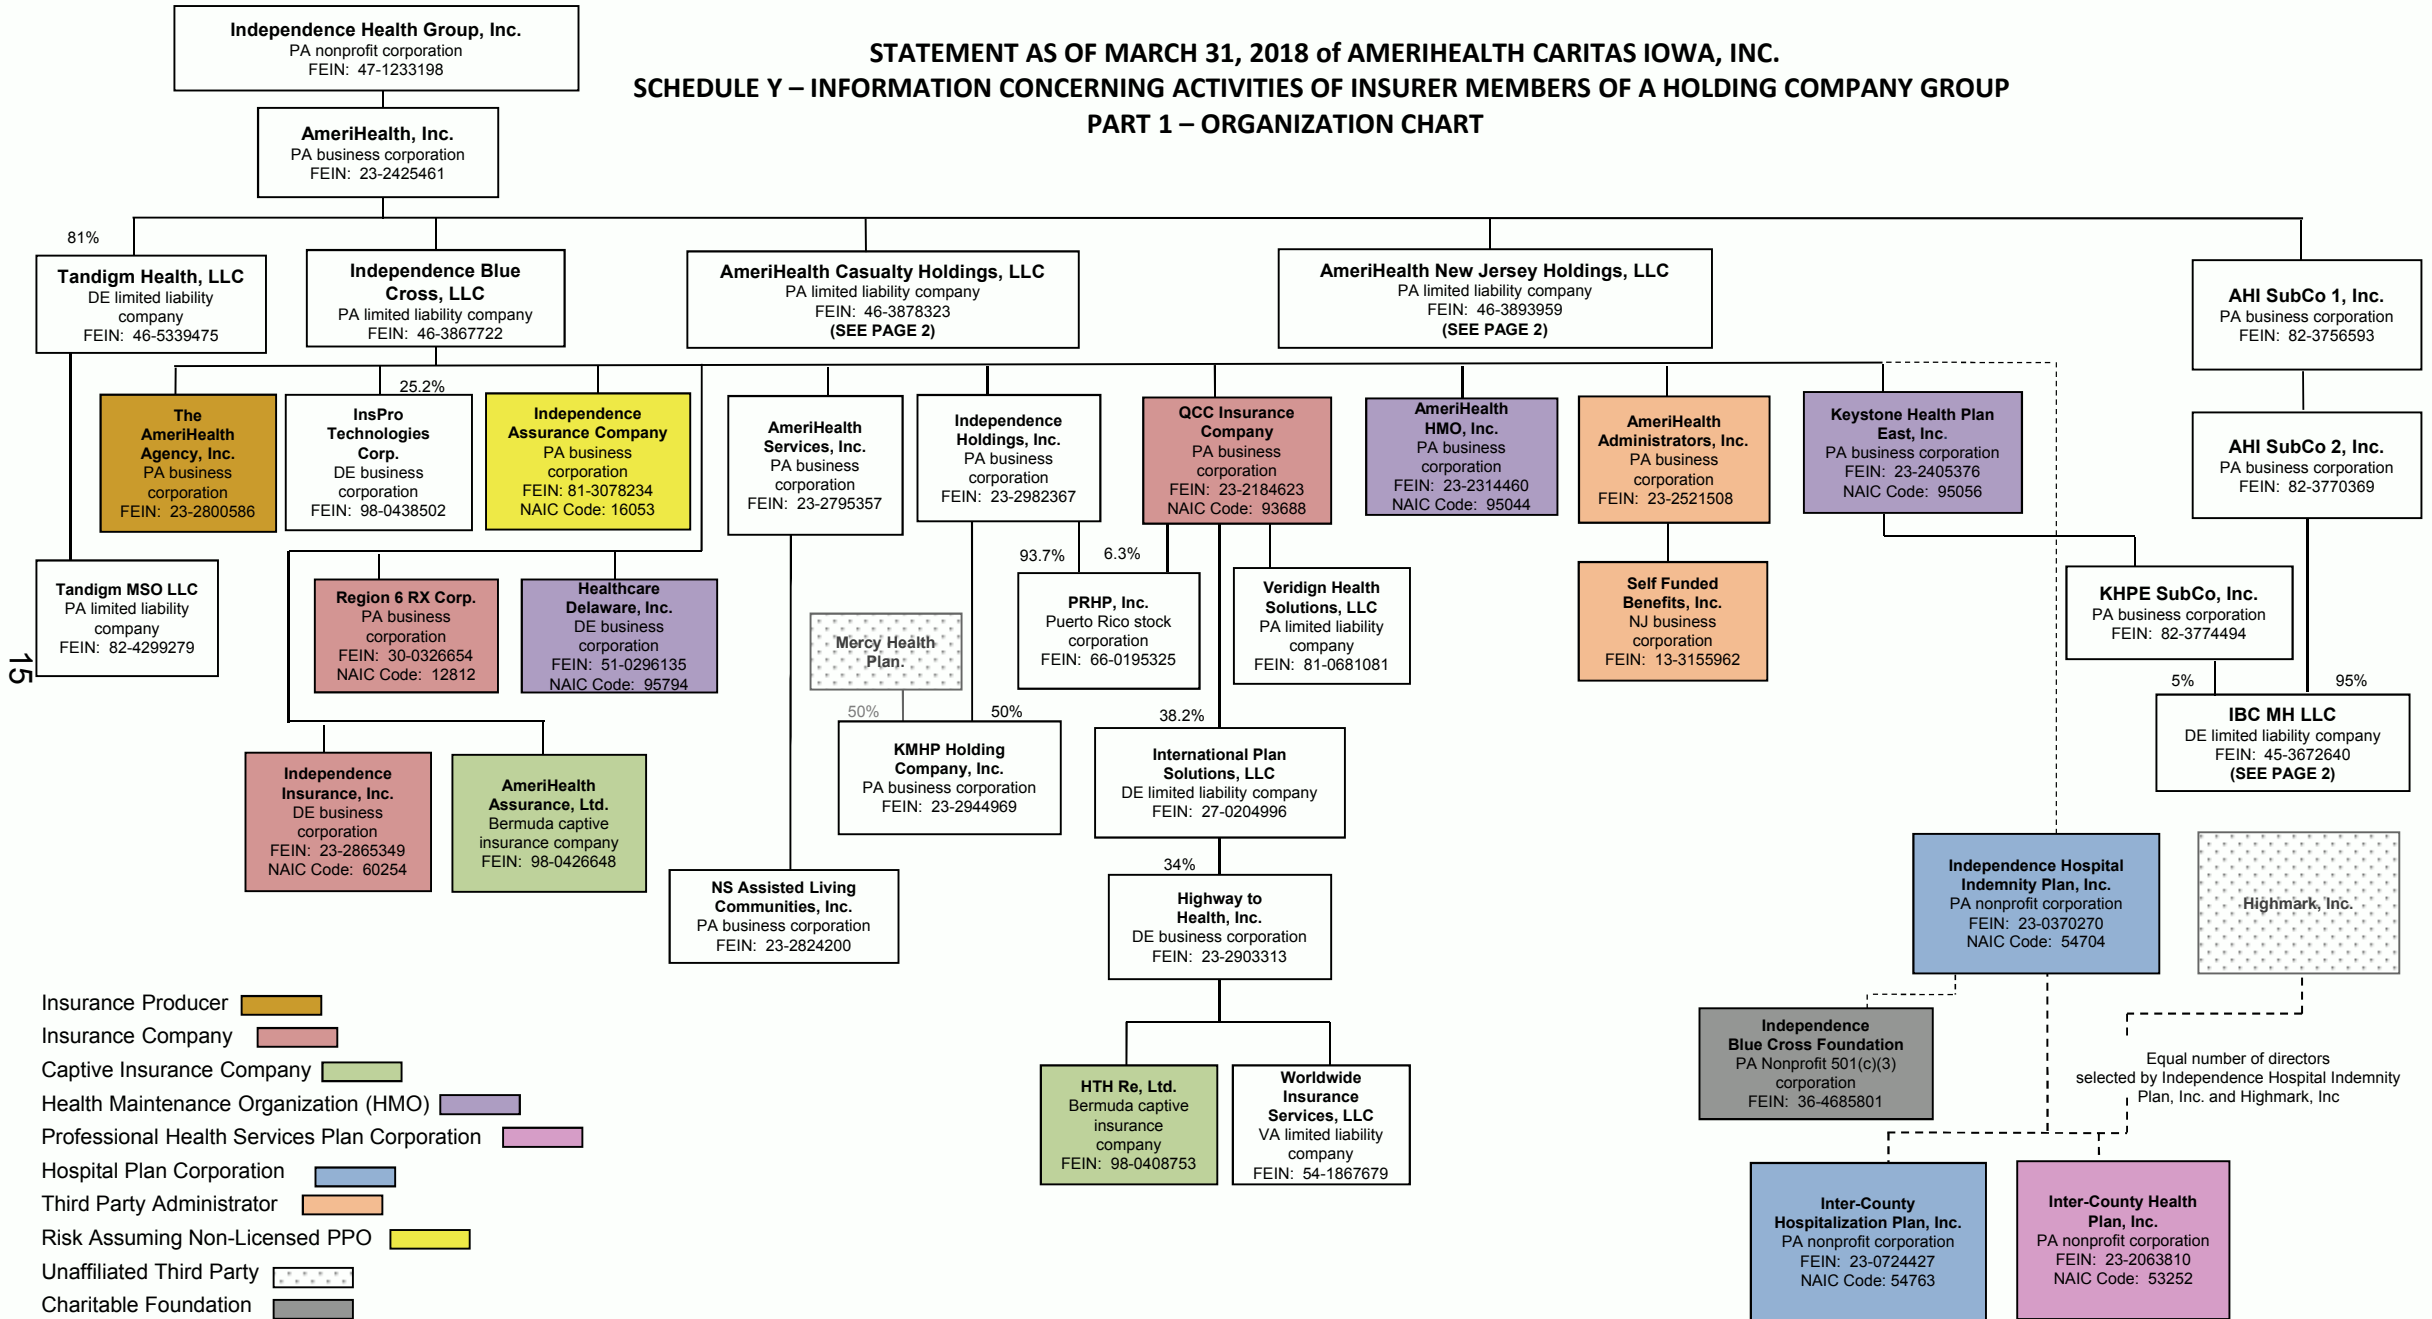 Independence Health Group, Inc.
PA nonprofit corporation
FEIN: 47-1233198
STATEMENT AS OF MARCH 31, 2018 of AMERIHEALTH CARITAS IOWA, INC.
SCHEDULE Y – INFORMATION CONCERNING ACTIVITIES OF INSURER MEMBERS OF A HOLDING COMPANY GROUP
PART 1 – ORGANIZATION CHART
AmeriHealth, Inc.
PA business corporation
FEIN: 23-2425461
81%
Tandigm Health, LLC
DE limited liability
company
FEIN: 46-5339475
Independence Blue
Cross, LLC
PA limited liability company
FEIN: 46-3867722
AmeriHealth Casualty Holdings, LLC
PA limited liability company
FEIN: 46-3878323
(SEE PAGE 2)
AmeriHealth New Jersey Holdings, LLC
PA limited liability company
FEIN: 46-3893959
(SEE PAGE 2)
AHI SubCo 1, Inc.
PA business corporation
FEIN: 82-3756593
The
AmeriHealth
Agency, Inc.
PA business
corporation
FEIN: 23-2800586
25.2%
InsPro
Technologies
Corp.
DE business
corporation
FEIN: 98-0438502
Independence
Assurance Company
PA business
corporation
FEIN: 81-3078234
NAIC Code: 16053
AmeriHealth
Services, Inc.
PA business
corporation
FEIN: 23-2795357
Independence
Holdings, Inc.
PA business
corporation
FEIN: 23-2982367
QCC Insurance
Company
PA business
corporation
FEIN: 23-2184623
NAIC Code: 93688
AmeriHealth
HMO, Inc.
PA business
corporation
FEIN: 23-2314460
NAIC Code: 95044
AmeriHealth
Administrators, Inc.
PA business
corporation
FEIN: 23-2521508
Keystone Health Plan
East, Inc.
PA business corporation
FEIN: 23-2405376
NAIC Code: 95056
AHI SubCo 2, Inc.
PA business corporation
FEIN: 82-3770369
Tandigm MSO LLC
PA limited liability
company
FEIN: 82-4299279
Region 6 RX Corp.
PA business
corporation
FEIN: 30-0326654
NAIC Code: 12812
Healthcare
Delaware, Inc.
DE business
corporation
FEIN: 51-0296135
NAIC Code: 95794
Mercy Health
Plan.
93.7%
6.3%
PRHP, Inc.
Puerto Rico stock
corporation
FEIN: 66-0195325
Veridign Health
Solutions, LLC
PA limited liability
company
FEIN: 81-0681081
Self Funded
Benefits, Inc.
NJ business
corporation
FEIN: 13-3155962
KHPE SubCo, Inc.
PA business corporation
FEIN: 82-3774494
15
5%
95%
IBC MH LLC
DE limited liability company
FEIN: 45-3672640
(SEE PAGE 2)
Independence
Insurance, Inc.
DE business
corporation
FEIN: 23-2865349
NAIC Code: 60254
AmeriHealth
Assurance, Ltd.
Bermuda captive
insurance company
FEIN: 98-0426648
50%
50%
KMHP Holding
Company, Inc.
PA business corporation
FEIN: 23-2944969
38.2%
International Plan
Solutions, LLC
DE limited liability company
FEIN: 27-0204996
NS Assisted Living
Communities, Inc.
PA business corporation
FEIN: 23-2824200
34%
Highway to
Health, Inc.
DE business corporation
FEIN: 23-2903313
Independence Hospital
Indemnity Plan, Inc.
PA nonprofit corporation
FEIN: 23-0370270
NAIC Code: 54704
Highmark, Inc.
Independence
Blue Cross Foundation
PA Nonprofit 501(c)(3)
corporation
FEIN: 36-4685801
Equal number of directors
selected by Independence Hospital Indemnity
Plan, Inc. and Highmark, Inc
HTH Re, Ltd.
Bermuda captive
insurance
company
FEIN: 98-0408753
Worldwide
Insurance
Services, LLC
VA limited liability
company
FEIN: 54-1867679
Inter-County
Hospitalization Plan, Inc.
PA nonprofit corporation
FEIN: 23-0724427
NAIC Code: 54763
Inter-County Health
Plan, Inc.
PA nonprofit corporation
FEIN: 23-2063810
NAIC Code: 53252
Insurance Producer
Insurance Company
Captive Insurance Company
Health Maintenance Organization (HMO)
Professional Health Services Plan Corporation
Hospital Plan Corporation
Third Party Administrator
Risk Assuming Non-Licensed PPO
Unaffiliated Third Party
Charitable Foundation